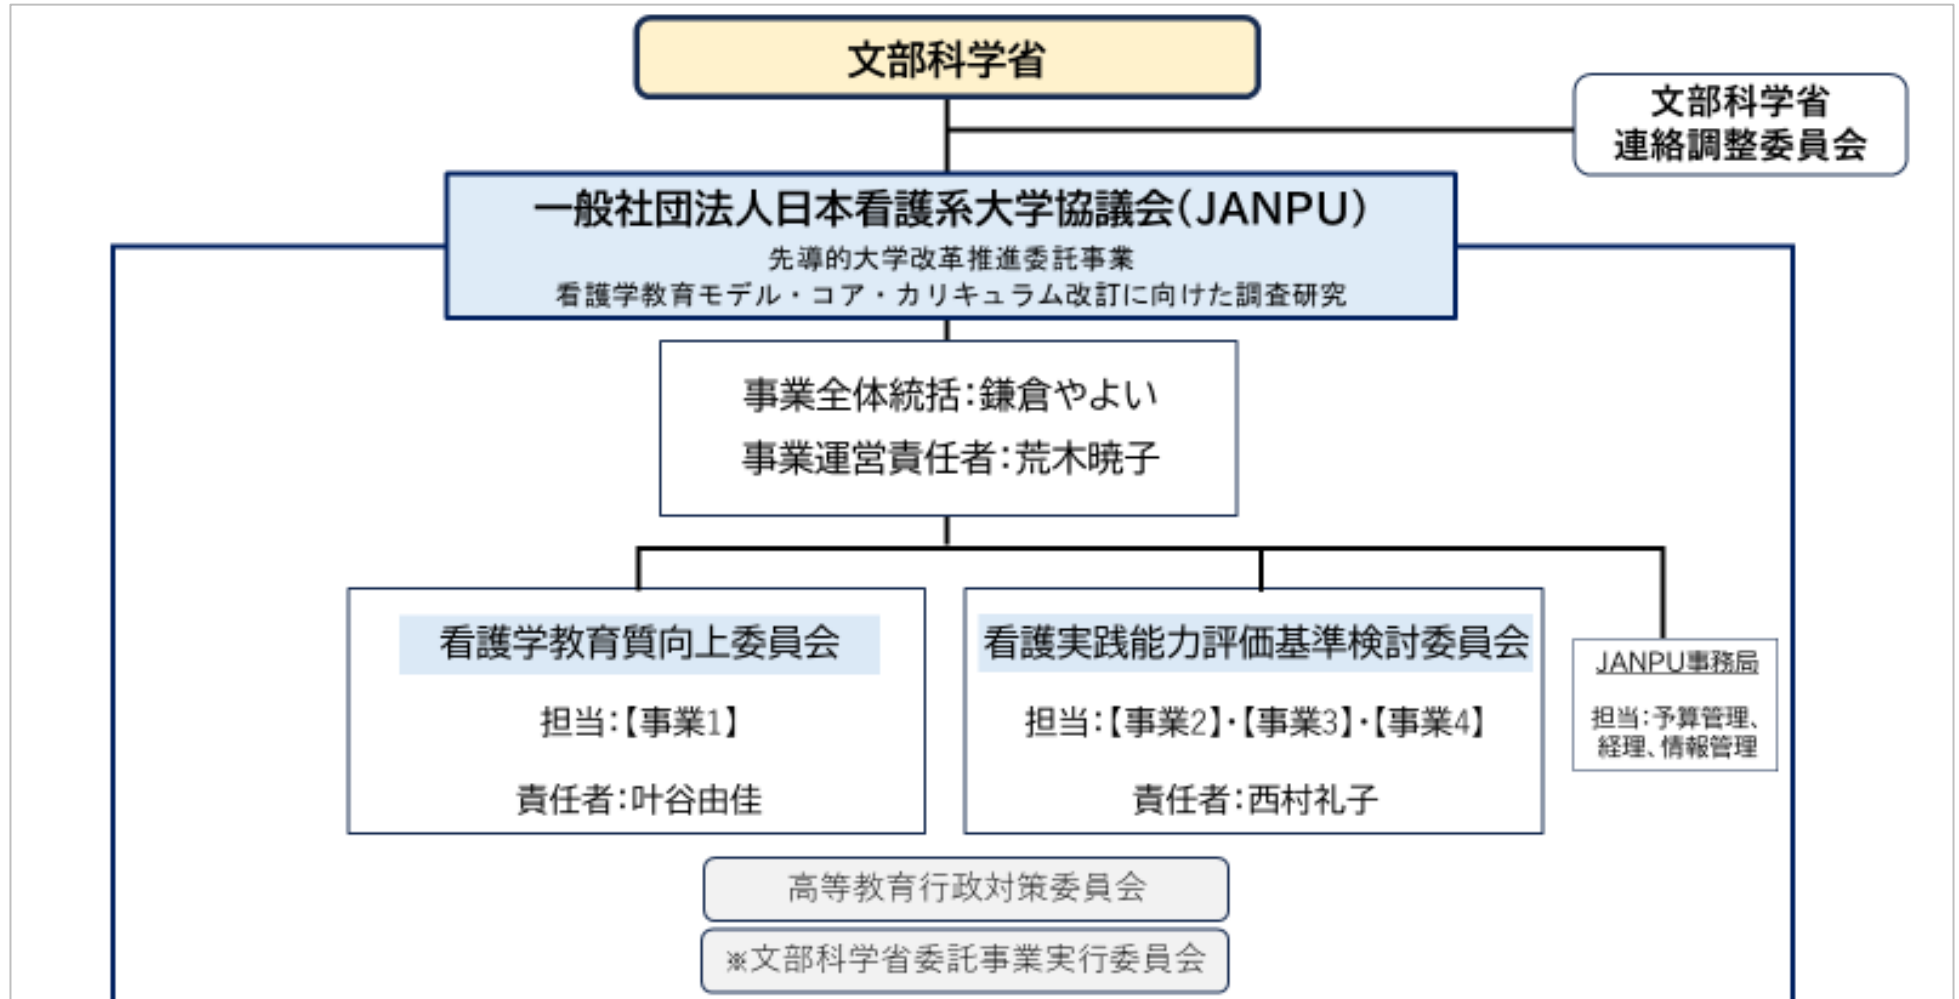 文部科学省
文部科学省
連絡調整委員会
一般社団法人日本看護系大学協議会(JANPU)
先導的大学改革推進委託事業
看護学教育モデル・コア・カリキュラム改訂に向けた調査研究
事業全体統括：鎌倉やよい
事業運営責任者：荒木暁子
看護学教育質向上委員会
担当：【事業1】
責任者：叶谷由佳
看護実践能力評価基準検討委員会
担当：【事業2】・【事業3】・【事業4】
責任者：西村礼子
JANPU事務局
担当：予算管理、
経理、情報管理
高等教育行政対策委員会
※文部科学省委託事業実行委員会